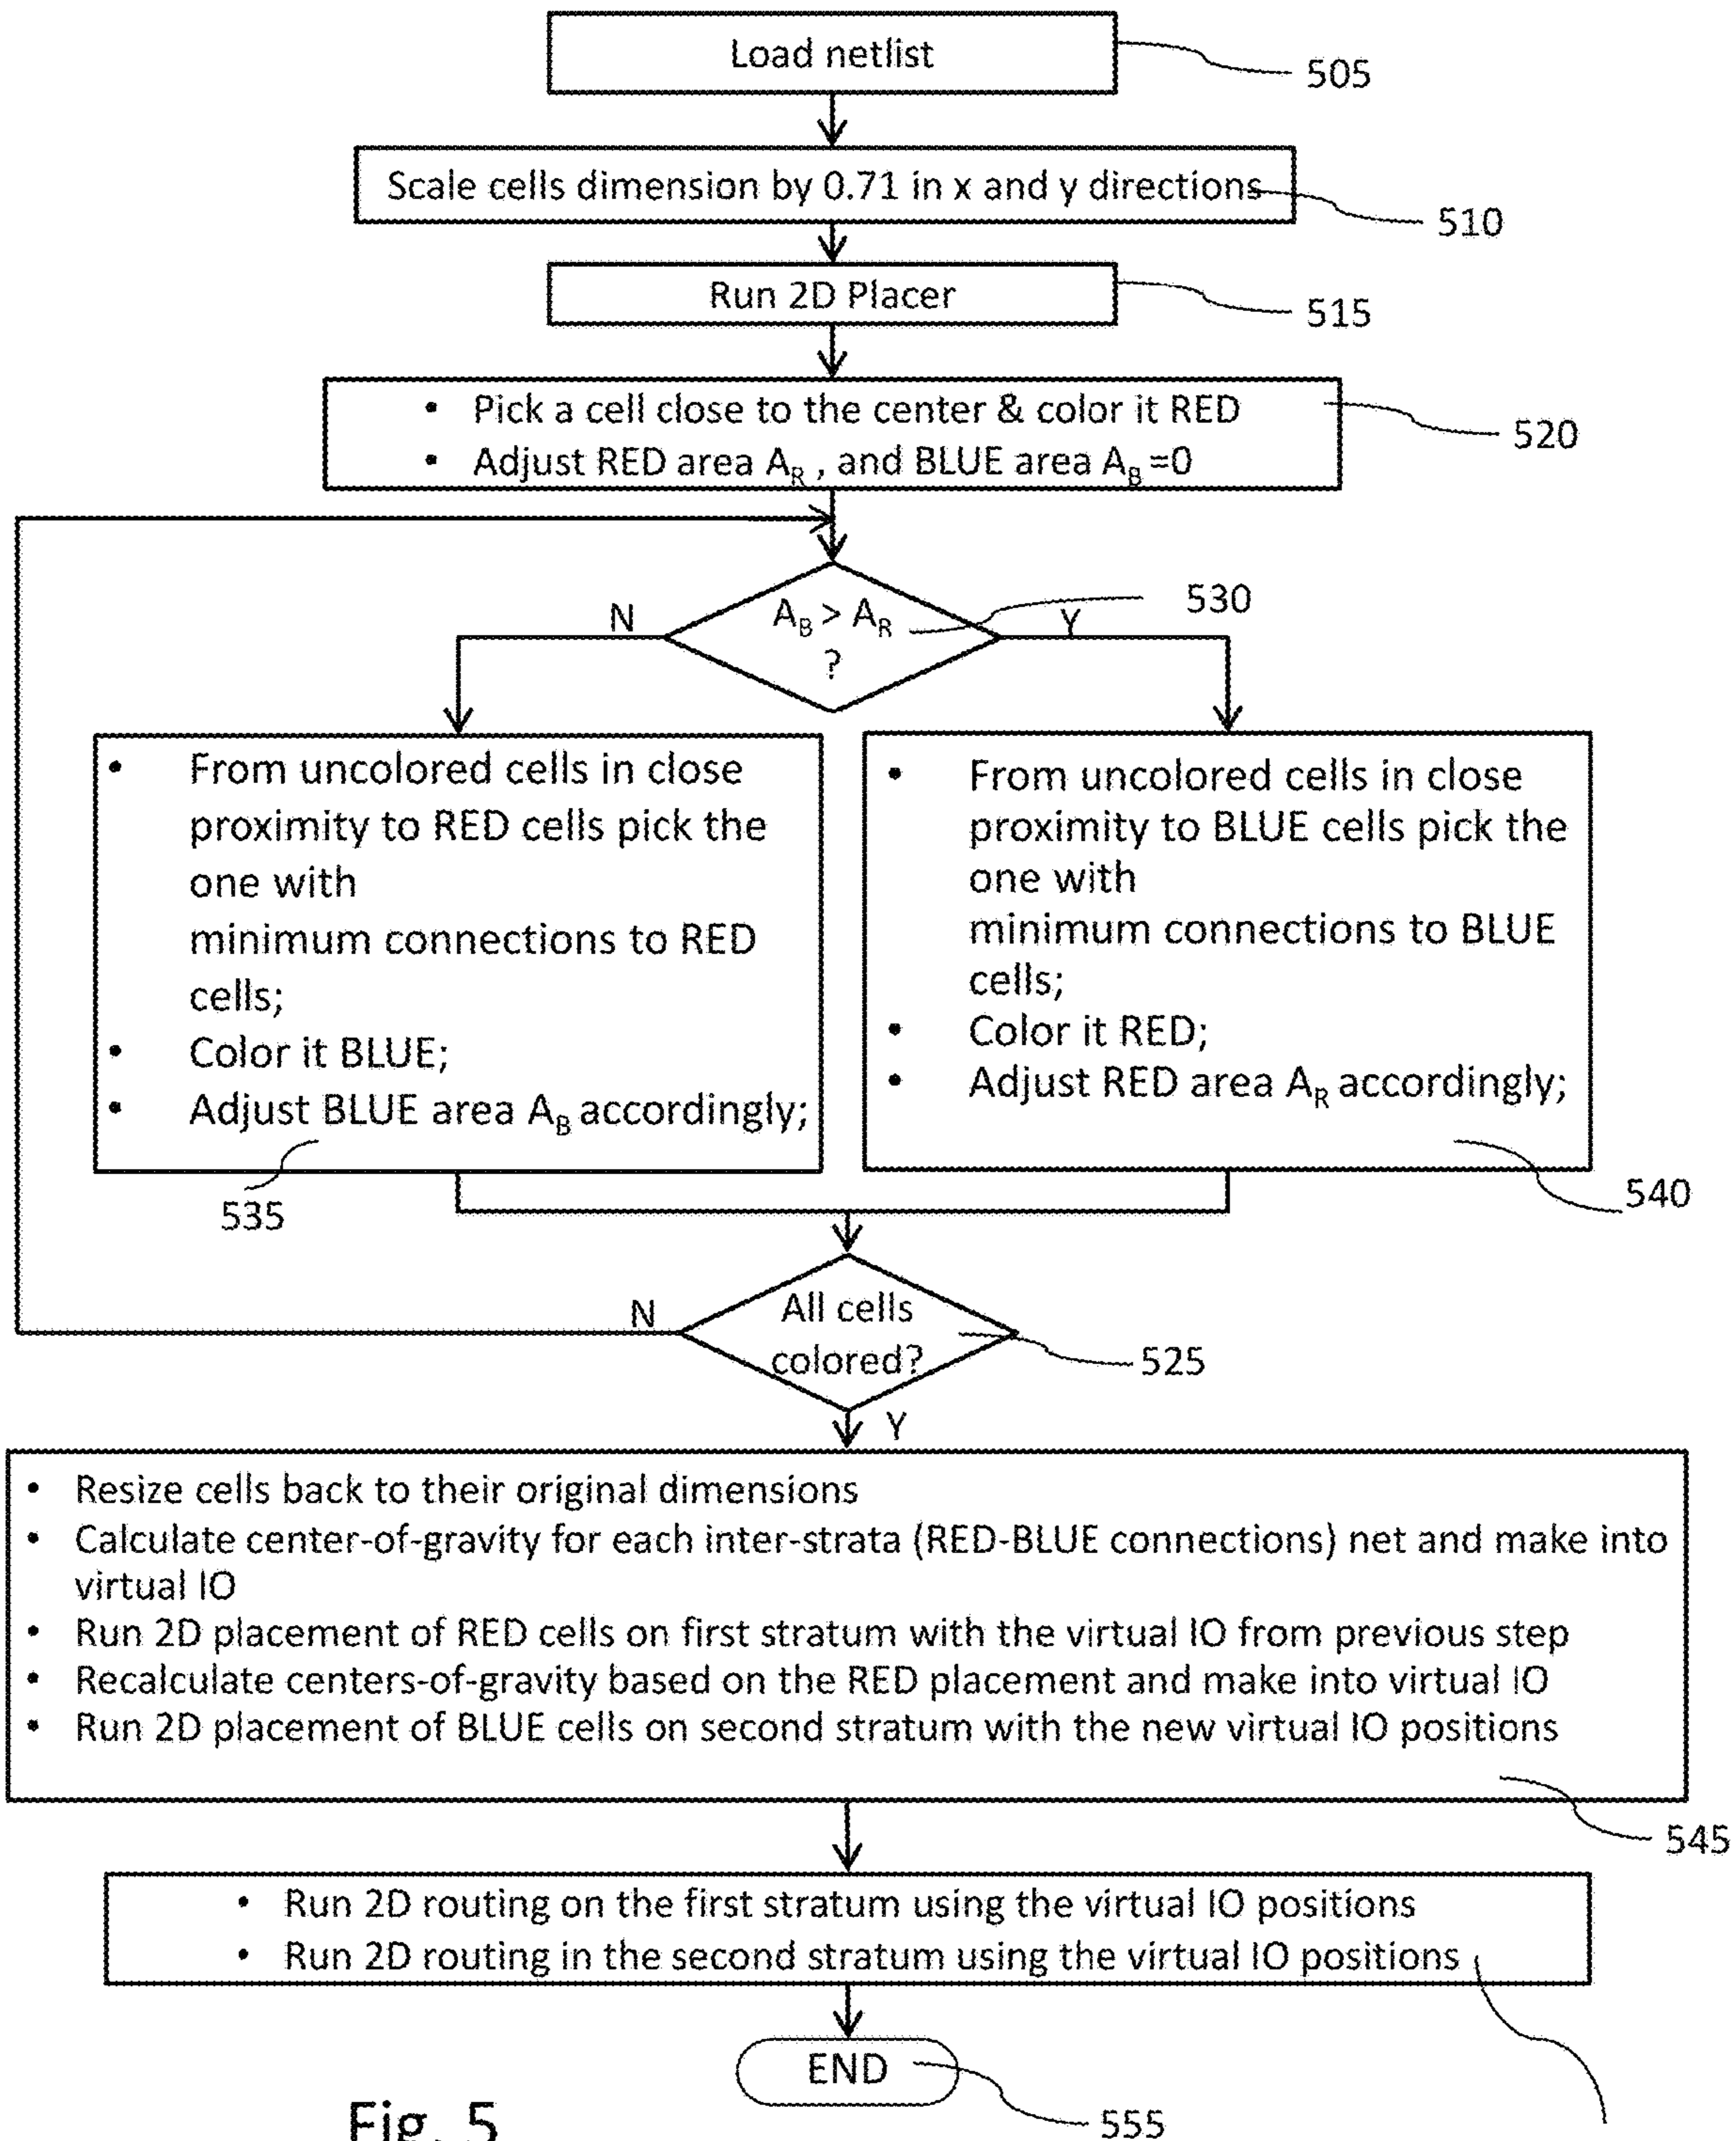 Load netlist
505
Scale cells dimension by 0.71 in x and y directions
510
Run 2D Placer
515
• Pick a cell close to the center & color it RED
• Adjust RED area A_R , and BLUE area A_B =0
520
A_B > A_R
?
530
N
Y
• From uncolored cells in close
proximity to RED cells pick the
one with
minimum connections to RED
cells;
• Color it BLUE;
• Adjust BLUE area A_B accordingly;
535
• From uncolored cells in close
proximity to BLUE cells pick the
one with
minimum connections to BLUE
cells;
• Color it RED;
• Adjust RED area A_R accordingly;
540
N
All cells
colored?
525
Y
• Resize cells back to their original dimensions
• Calculate center-of-gravity for each inter-strata (RED-BLUE connections) net and make into
virtual IO
• Run 2D placement of RED cells on first stratum with the virtual IO from previous step
• Recalculate centers-of-gravity based on the RED placement and make into virtual IO
• Run 2D placement of BLUE cells on second stratum with the new virtual IO positions
545
• Run 2D routing on the first stratum using the virtual IO positions
• Run 2D routing in the second stratum using the virtual IO positions
END
555
Fig. 5